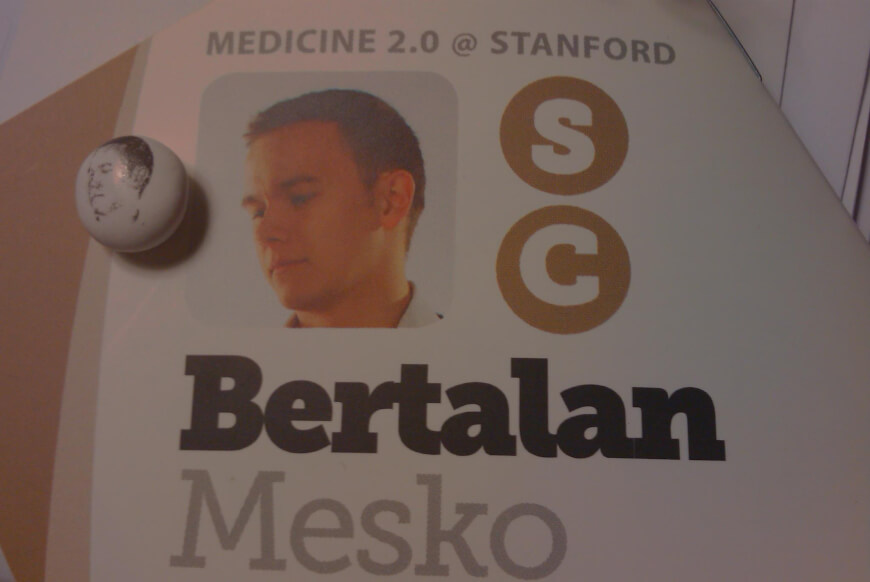 MEDICINE 2.0 @ STANFORD
S
C
Bertalan
Mesko